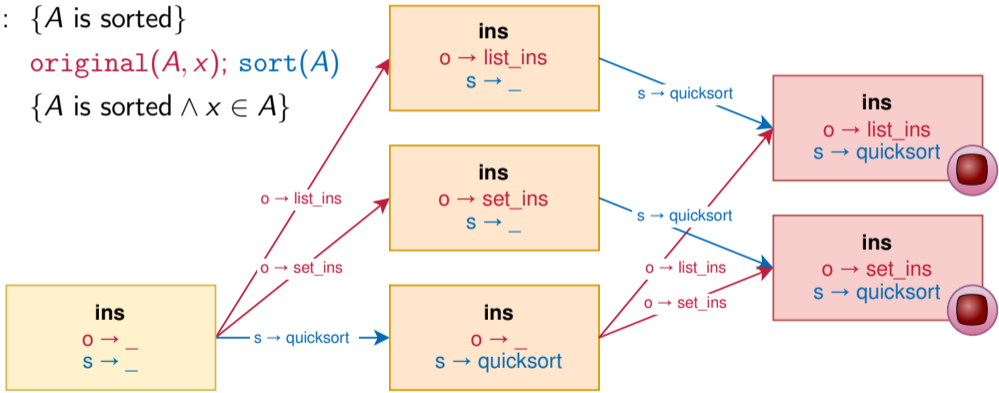 : {A is sorted}
original(A, x); sort(A)
{A is sorted ∧ x ∈ A}
ins
o → _
s → _
o → list_ins
o → set_ins
s → quicksort
ins
o → list_ins
s → _
ins
o → set_ins
s → _
ins
o → _
s → quicksort
s → quicksort
s → quicksort
o → list_ins
o → set_ins
ins
o → list_ins
s → quicksort
ins
o → set_ins
s → quicksort